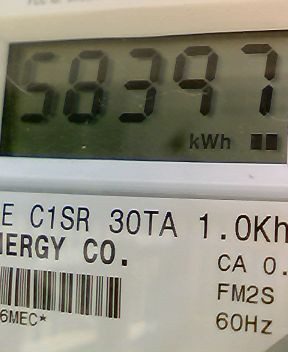 58397
kWh
E C1SR 30TA 1.0Kh
NERGY CO.
CA 0.
FM2S
6MEC*
60Hz